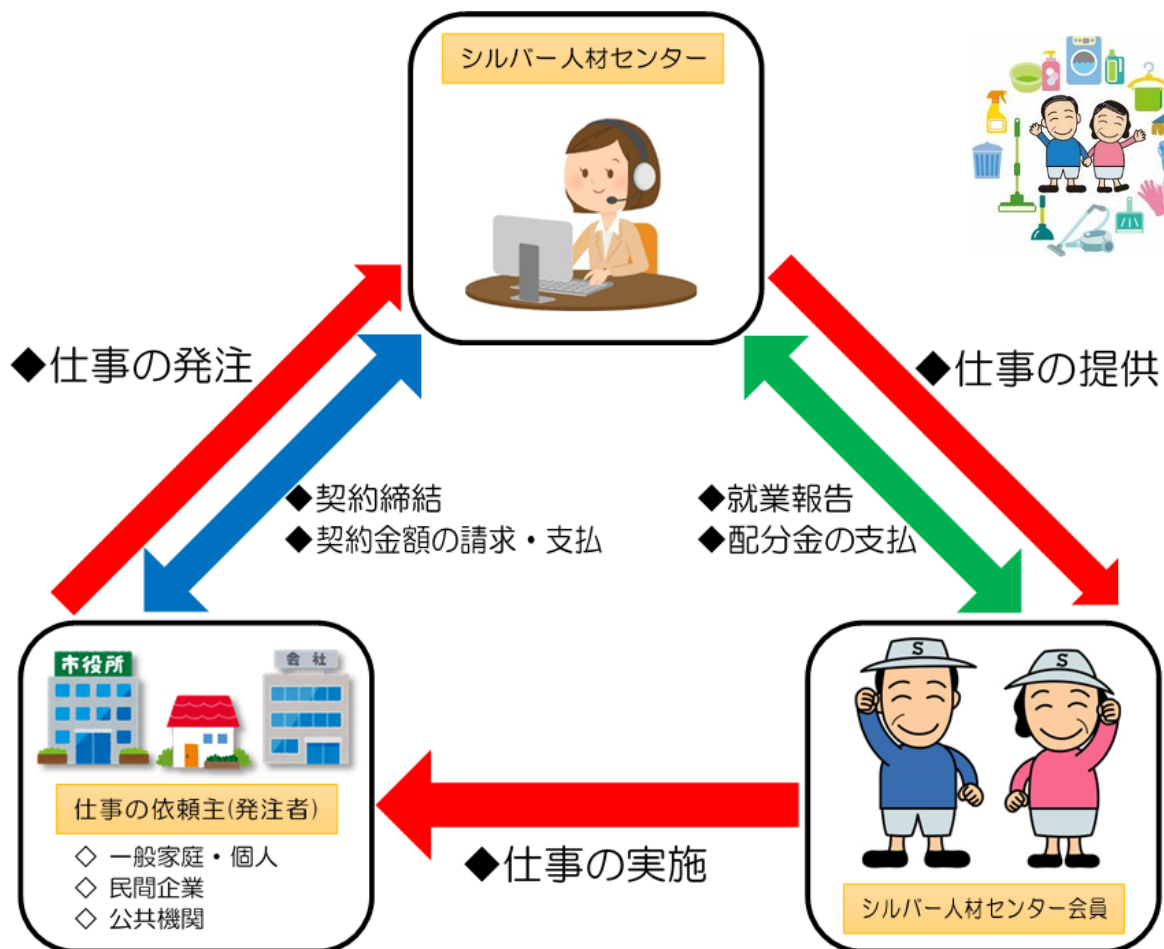 シルバー人材センター
◆仕事の発注
◆仕事の提供
◆契約締結
◆契約金額の請求・支払
◆就業報告
◆配分金の支払
市役所
会社
仕事の依頼主(発注者)
◇ 一般家庭・個人
◇ 民間企業
◇ 公共機関
◆仕事の実施
S
S
シルバー人材センター会員